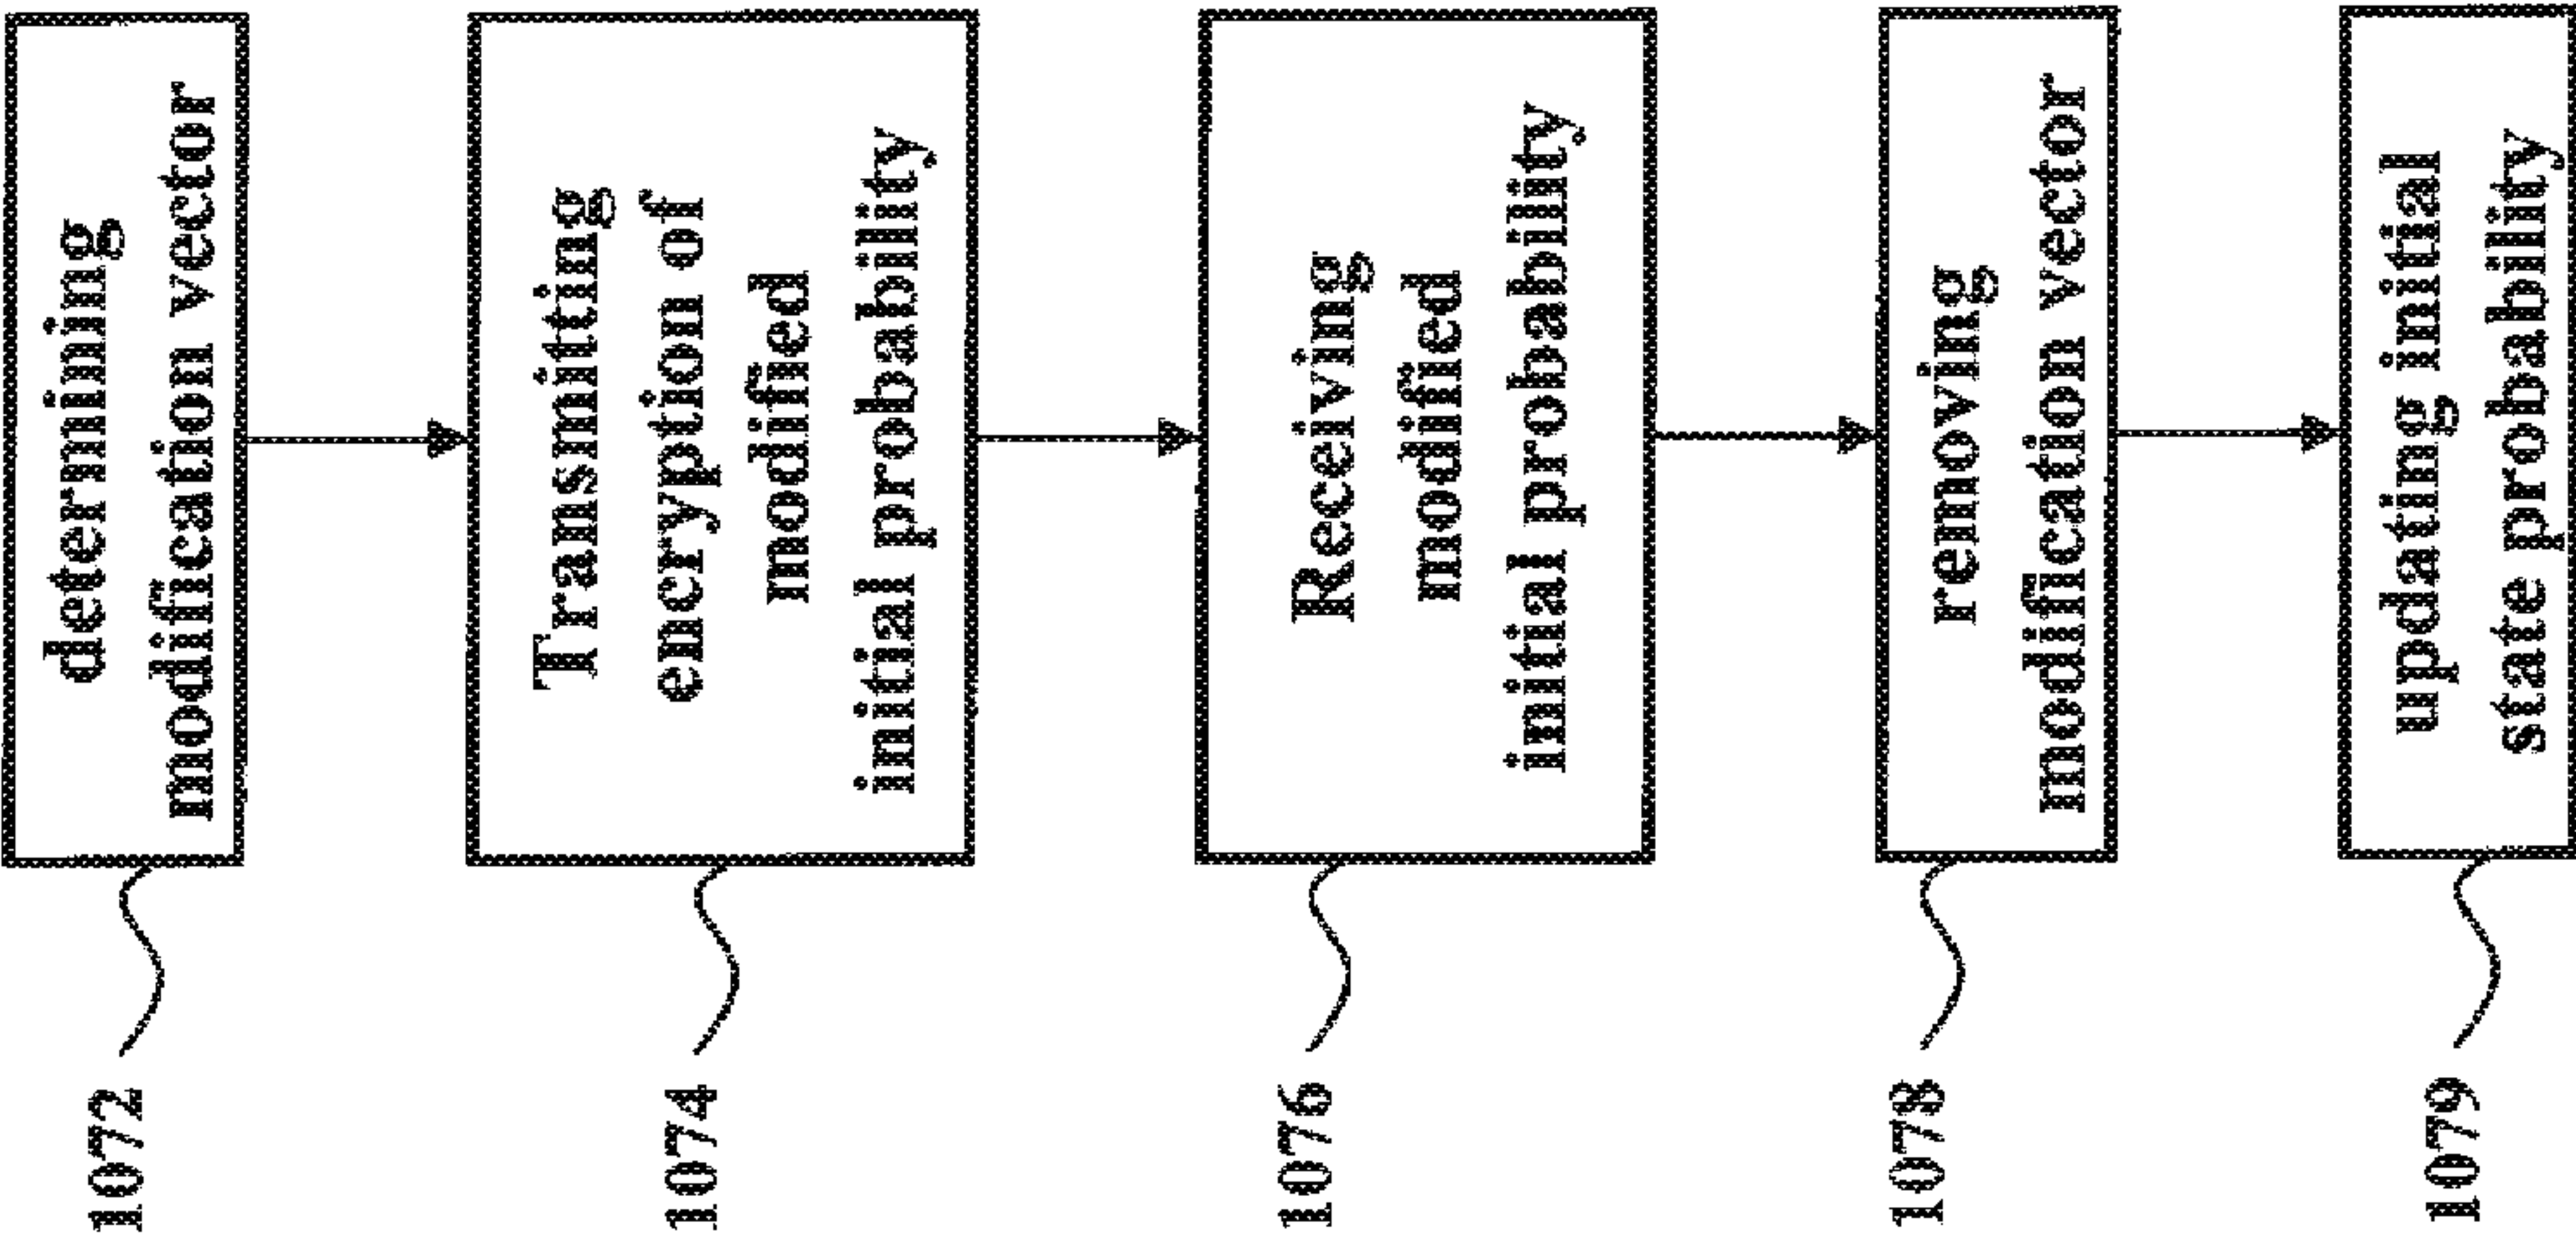 1072
determining
modification vector
1074
Transmitting
encryption of
modified
initial probability
1076
Receiving
modified
initial probability
1078
removing
modification vector
1079
updating initial
state probability